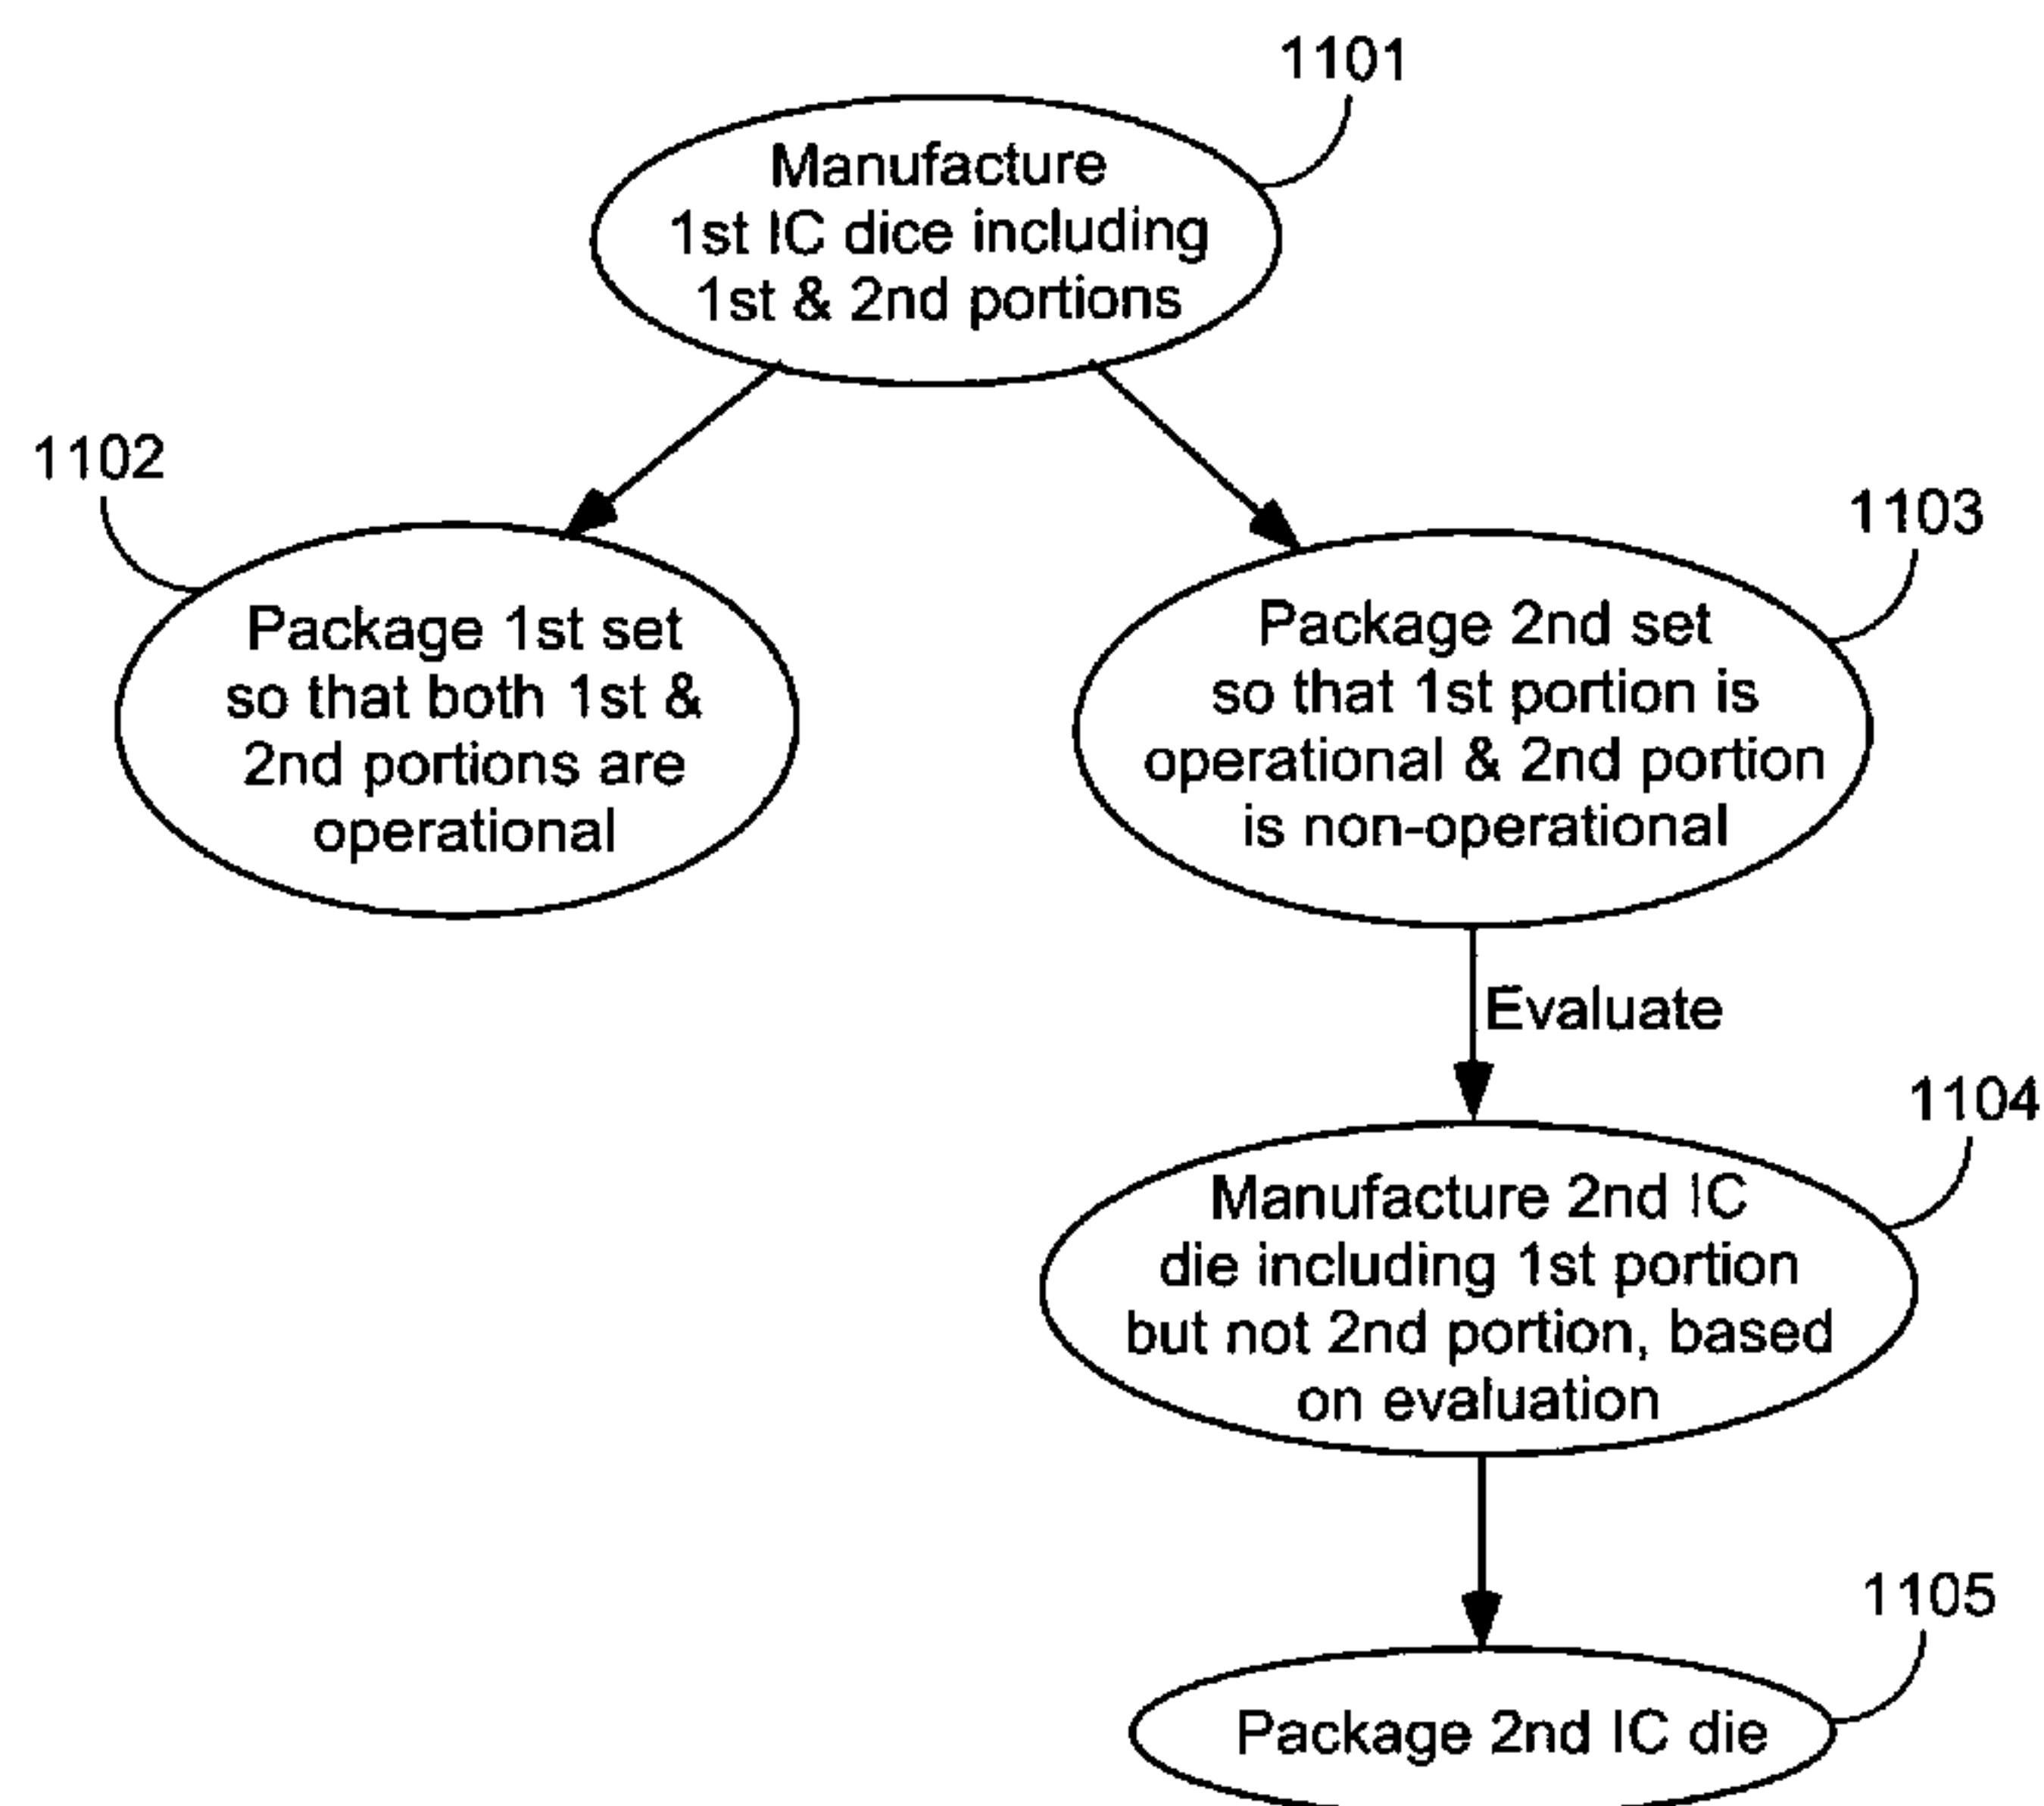 1101
Manufacture
1st IC dice including
1st & 2nd portions
1102
Package 1st set
so that both 1st &
2nd portions are
operational
1103
Package 2nd set
so that 1st portion is
operational & 2nd portion
is non-operational
Evaluate
1104
Manufacture 2nd IC
die including 1st portion
but not 2nd portion, based
on evaluation
1105
Package 2nd IC die